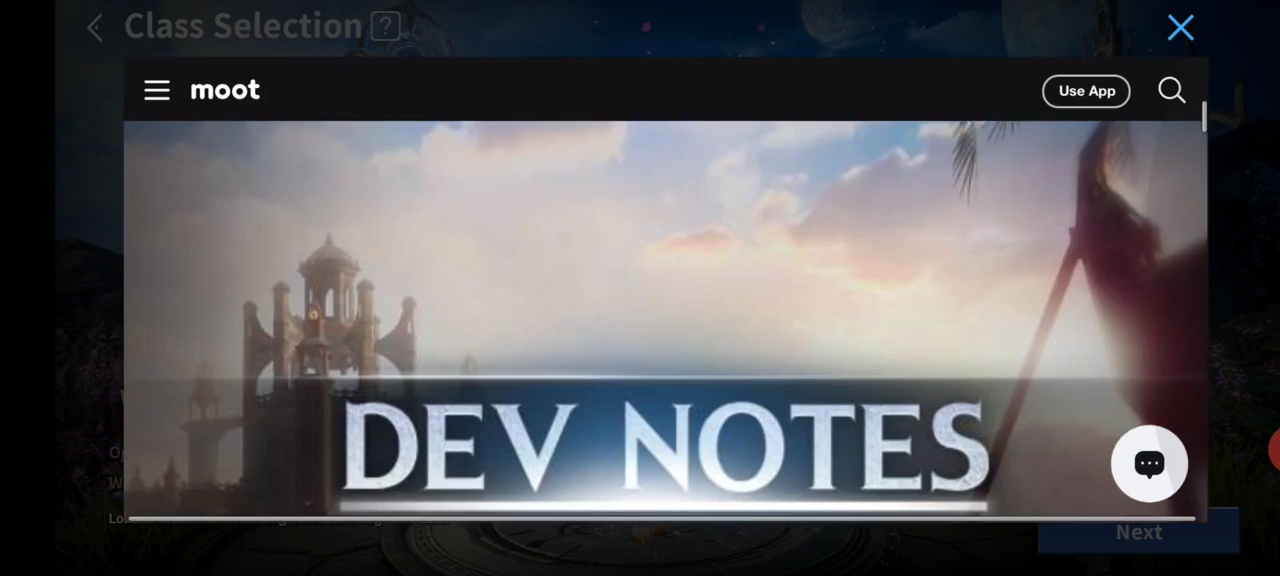 Class Selection ?
moot
Use App
DEV NOTES
Next